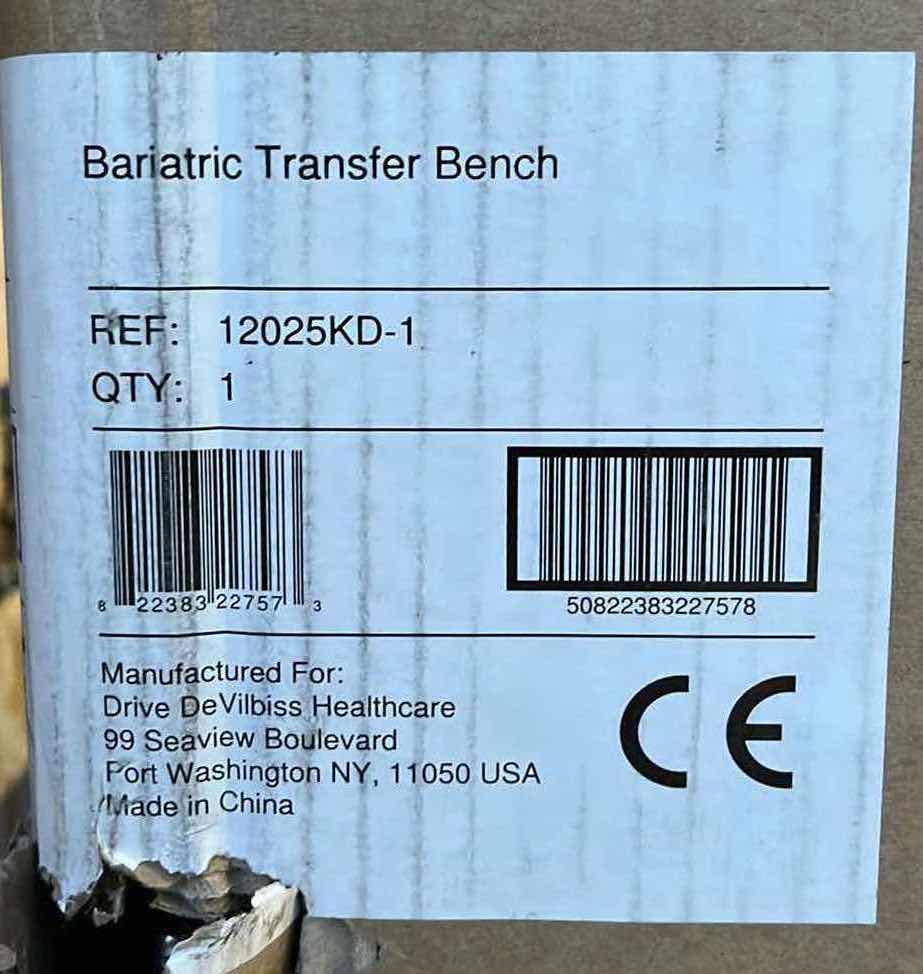 Bariatric Transfer Bench
REF: 12025KD-1
QTY: 1
8 22383 22757 3
50822383227578
Manufactured For:
Drive DeVilbiss Healthcare
99 Seaview Boulevard
Port Washington NY, 11050 USA
Made in China
CE